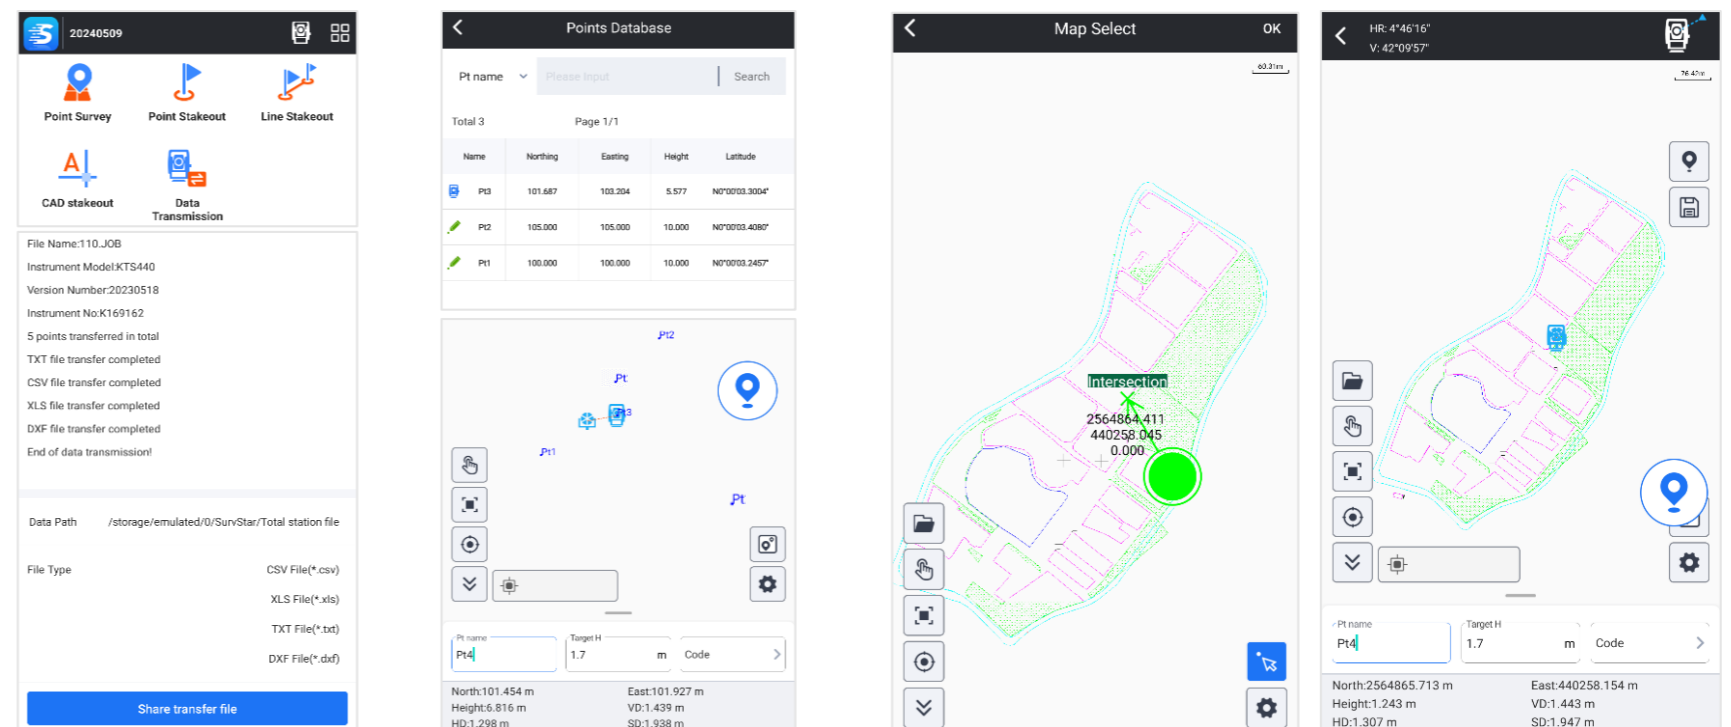 20240509
Point Survey
Point Stakeout
Line Stakeout
CAD stakeout
Data
Transmission
File Name:110.JOB
Instrument Model:KTS440
Version Number:20230518
Instrument No:K169162
5 points transferred in total
TXT file transfer completed
CSV file transfer completed
XLS file transfer completed
DXF file transfer completed
End of data transmission!
Data Path /storage/emulated/0/SurvStar/Total station file
File Type CSV File(*.csv)
XLS File(*.xls)
TXT File(*.txt)
DXF File(*.dxf)
Share transfer file
Points Database
Pt name Please Input Search
Total 3 Page 1/1
Name Northing Easting Height Latitude
Pt3 101.687 103.204 5.577 N0°00'03.3004"
Pt2 105.000 105.000 10.000 N0°00'03.4080"
Pt1 100.000 100.000 10.000 N0°00'03.2457"
Pt2
Pt
Pt3
Pt1
Pt
Pt name Target H
Pt4 1.7 m Code
North:101.454 m East:101.927 m
Height:6.816 m VD:1.439 m
HD:1.298 m SD:1.938 m
Map Select OK
60.31m
Intersection
2564864.411
440258.045
0.000
HR: 4°46'16"
V: 42°09'57"
76.42m
Pt name Target H
Pt4 1.7 m Code
North:2564865.713 m East:440258.154 m
Height:1.243 m VD:1.443 m
HD:1.307 m SD:1.947 m